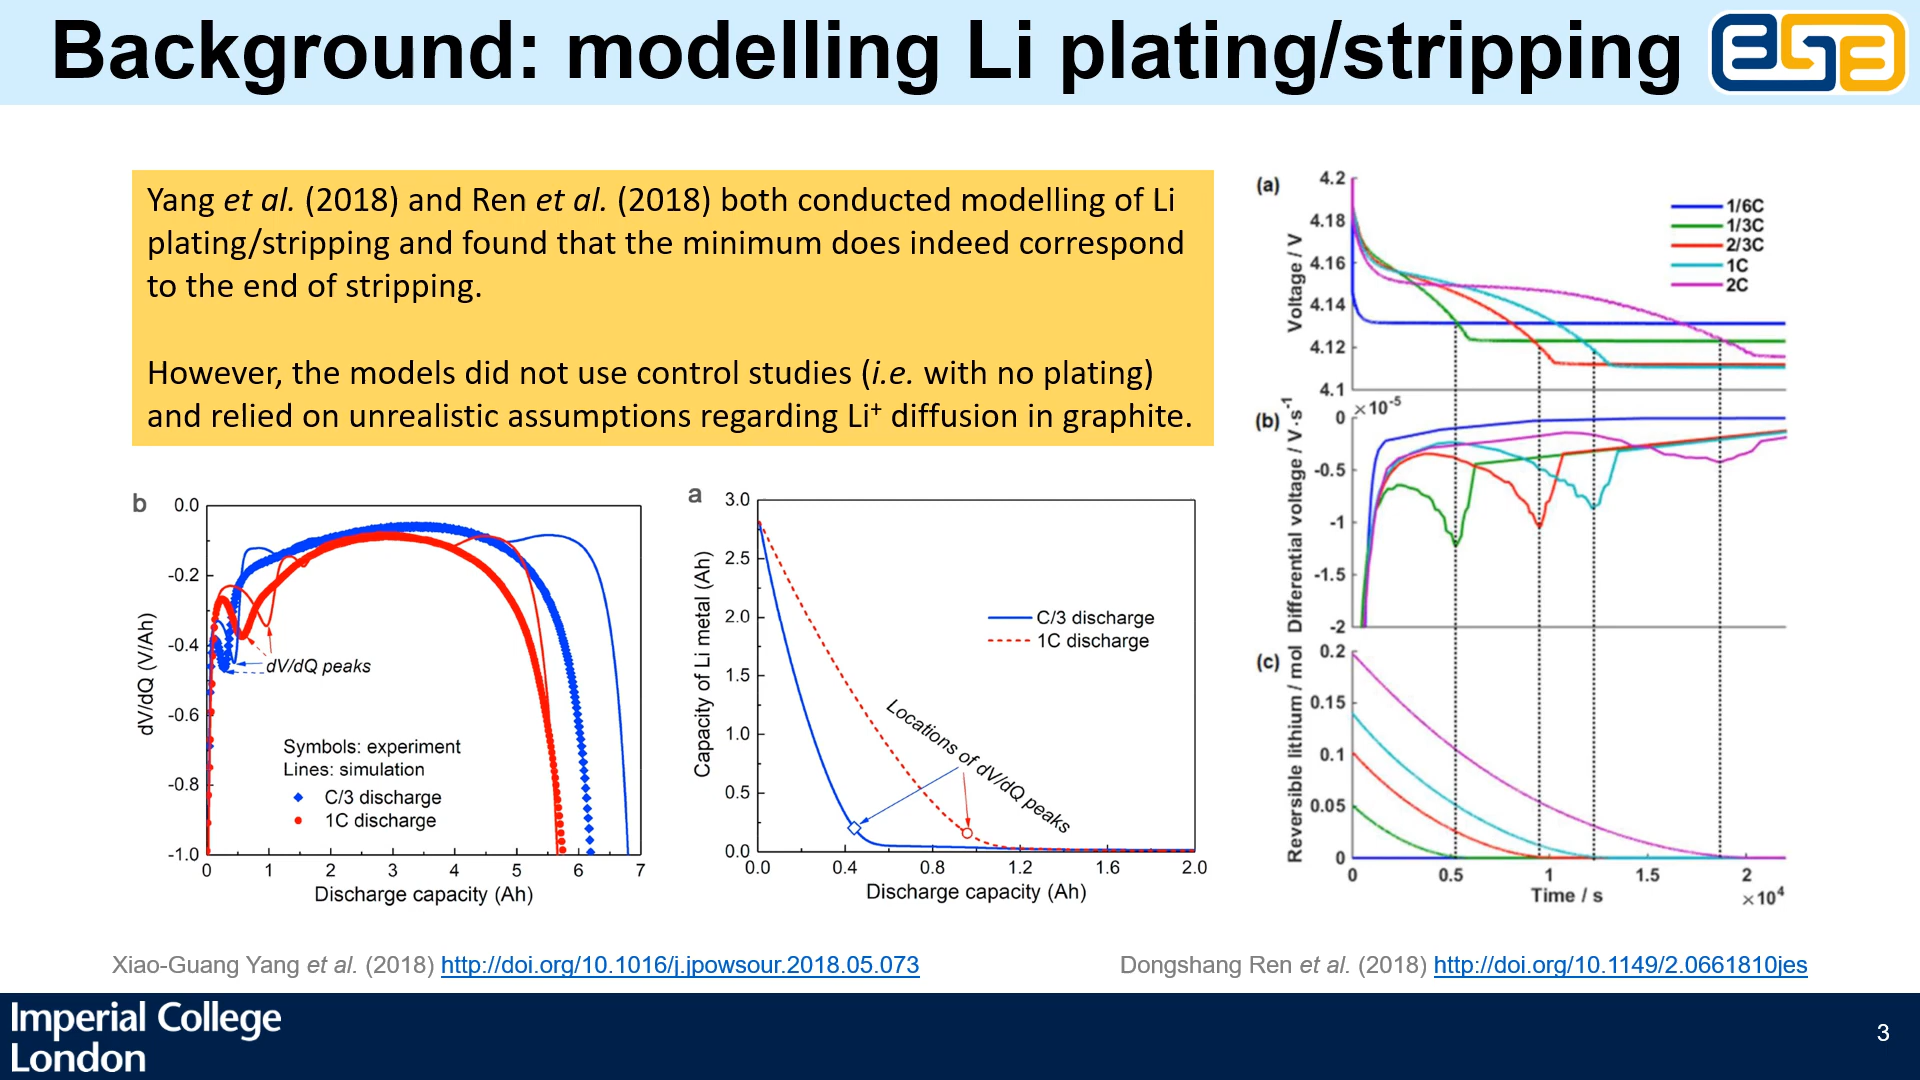 Background: modelling Li plating/stripping
Yang et al. (2018) and Ren et al. (2018) both conducted modelling of Li
plating/stripping and found that the minimum does indeed correspond
to the end of stripping.
However, the models did not use control studies (i.e. with no plating)
and relied on unrealistic assumptions regarding Li⁺ diffusion in graphite.
b
0.0
-0.2
-0.4
-0.6
-0.8
-1.0
dV/dQ (V/Ah)
dV/dQ peaks
Symbols: experiment
Lines: simulation
C/3 discharge
1C discharge
0 1 2 3 4 5 6 7
Discharge capacity (Ah)
a
3.0
2.5
2.0
1.5
1.0
0.5
0.0
Capacity of Li metal (Ah)
C/3 discharge
1C discharge
Locations of dV/dQ peaks
0.0 0.4 0.8 1.2 1.6 2.0
Discharge capacity (Ah)
(a)
4.2
4.18
4.16
4.14
4.12
4.1
Voltage / V
1/6C
1/3C
2/3C
1C
2C
(b)
×10⁻⁵
0
-0.5
-1
-1.5
-2
Differential voltage / V·s⁻¹
(c)
0.2
0.15
0.1
0.05
0
Reversible lithium / mol
0 0.5 1 1.5 2
Time / s
×10⁴
Xiao-Guang Yang et al. (2018) http://doi.org/10.1016/j.jpowsour.2018.05.073
Dongshang Ren et al. (2018) http://doi.org/10.1149/2.0661810jes
Imperial College
London
3